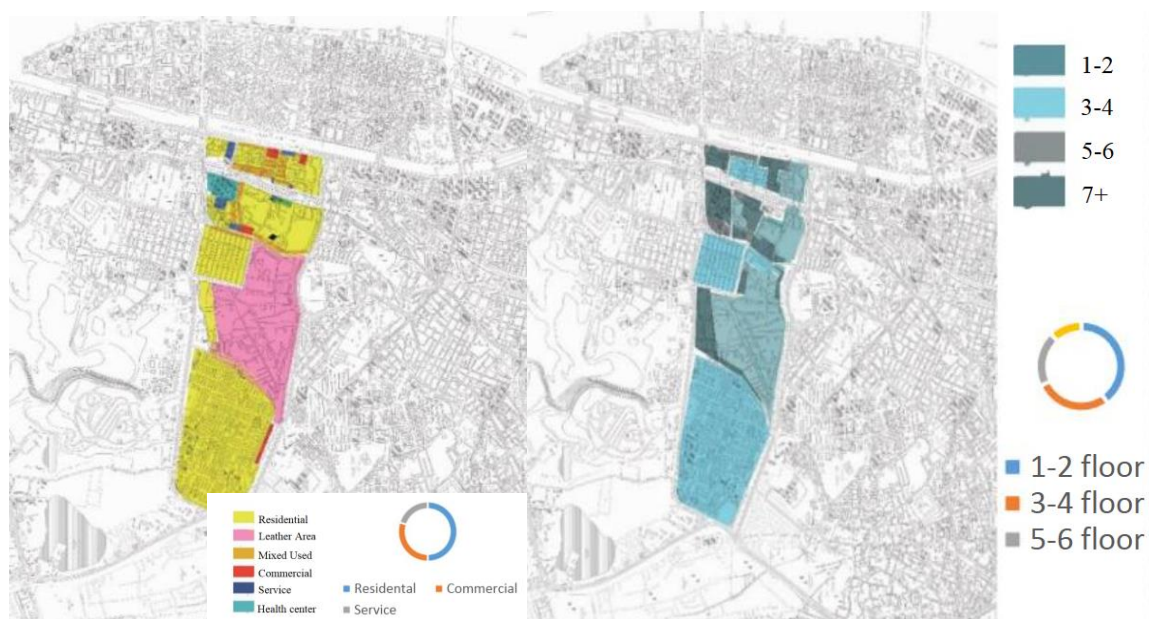 Residential
Leather Area
Mixed Used
Commercial
Service
Health center
Residental
Commercial
Service
1-2
3-4
5-6
7+
1-2 floor
3-4 floor
5-6 floor